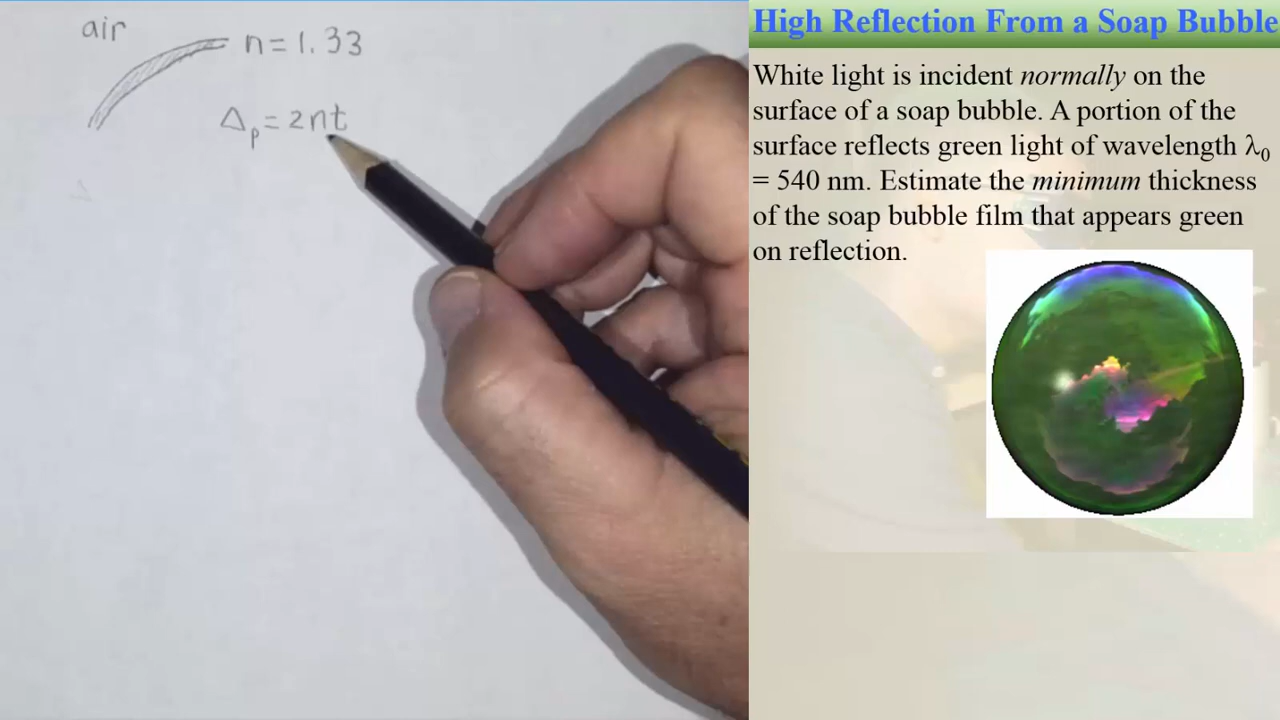 air
n = 1.33
Δp = 2nt
High Reflection From a Soap Bubble
White light is incident normally on the
surface of a soap bubble. A portion of the
surface reflects green light of wavelength λ0
= 540 nm. Estimate the minimum thickness
of the soap bubble film that appears green
on reflection.